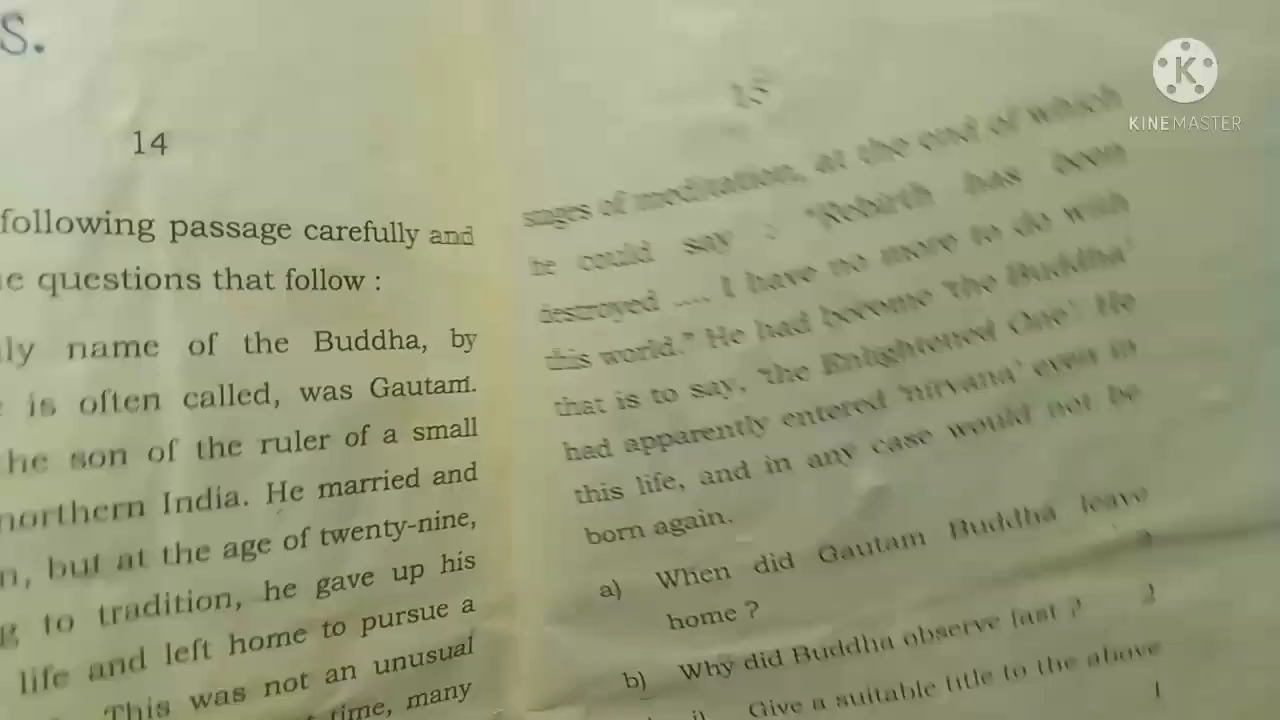 S.
14
following passage carefully and
e questions that follow :
ly name of the Buddha, by
is often called, was Gautam.
he son of the ruler of a small
northern India. He married and
n, but at the age of twenty-nine,
g to tradition, he gave up his
life and left home to pursue a
This was not an unusual
time, many
15
stages of meditation, at the end of which
he could say : "Rebirth has been
destroyed .... I have no more to do with
this world." He had become 'the Buddha'
that is to say, 'the Enlightened One'. He
had apparently entered 'nirvana' even in
this life, and in any case would not be
born again.
a) When did Gautam Buddha leave
home ? 2
b) Why did Buddha observe fast ? 2
i) Give a suitable title to the above
1
K
KINEMASTER